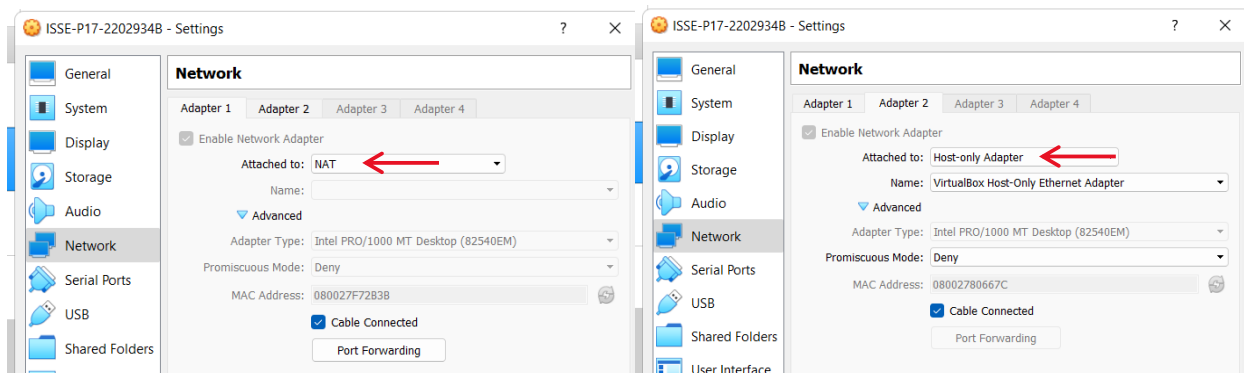 ISSE-P17-2202934B - Settings
?
General
System
Display
Storage
Audio
Network
Serial Ports
USB
Shared Folders
Network
Adapter 1
Adapter 2
Adapter 3
Adapter 4
Enable Network Adapter
Attached to: NAT
Name:
Advanced
Adapter Type: Intel PRO/1000 MT Desktop (82540EM)
Promiscuous Mode: Deny
MAC Address: 080027F72B3B
Cable Connected
Port Forwarding
ISSE-P17-2202934B - Settings
?
General
System
Display
Storage
Audio
Network
Serial Ports
USB
Shared Folders
User Interface
Network
Adapter 1
Adapter 2
Adapter 3
Adapter 4
Enable Network Adapter
Attached to: Host-only Adapter
Name: VirtualBox Host-Only Ethernet Adapter
Advanced
Adapter Type: Intel PRO/1000 MT Desktop (82540EM)
Promiscuous Mode: Deny
MAC Address: 08002780667C
Cable Connected
Port Forwarding